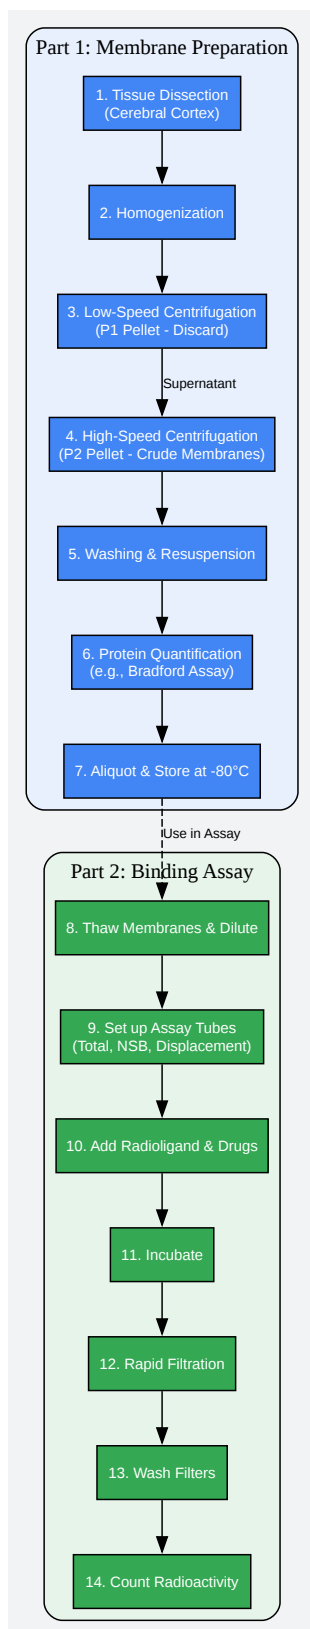 Part 1: Membrane Preparation
1. Tissue Dissection
(Cerebral Cortex)
2. Homogenization
3. Low-Speed Centrifugation
(P1 Pellet - Discard)
Supernatant
4. High-Speed Centrifugation
(P2 Pellet - Crude Membranes)
5. Washing & Resuspension
6. Protein Quantification
(e.g., Bradford Assay)
7. Aliquot & Store at -80°C
Use in Assay
Part 2: Binding Assay
8. Thaw Membranes & Dilute
9. Set up Assay Tubes
(Total, NSB, Displacement)
10. Add Radioligand & Drugs
11. Incubate
12. Rapid Filtration
13. Wash Filters
14. Count Radioactivity